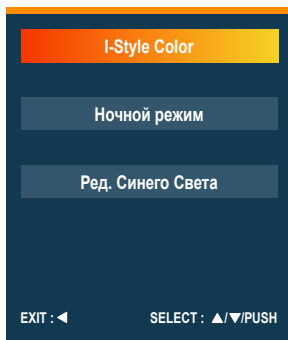 I-Style Color
Ночной режим
Ред. Синего Света
EXIT : ◀ SELECT : ▲/▼/PUSH